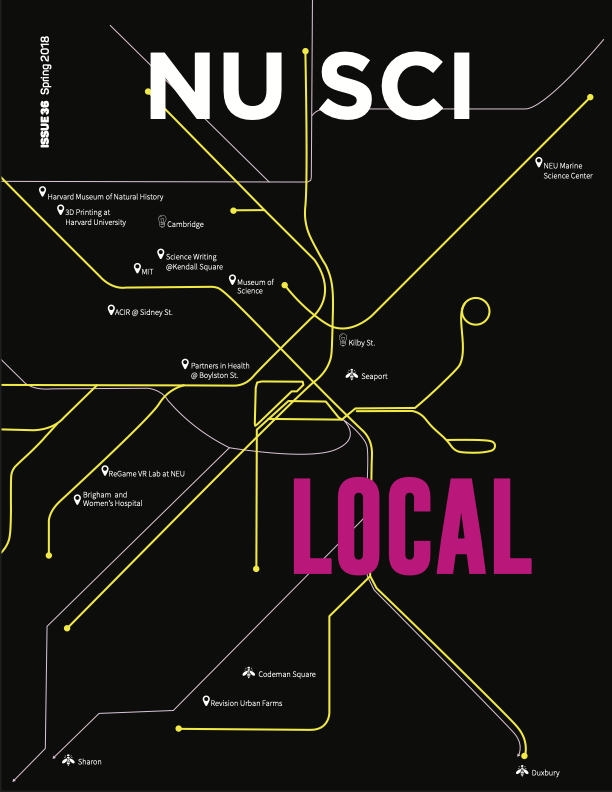 ISSUE 36 Spring 2018
NU SCI
NEU Marine
Science Center
Harvard Museum of Natural History
3D Printing at
Harvard University
Cambridge
Science Writing
@Kendall Square
MIT
Museum of
Science
ACIR @ Sidney St.
Kilby St.
Partners in Health
@ Boylston St.
Seaport
ReGame VR Lab at NEU
Brigham and
Women's Hospital
LOCAL
Codeman Square
Revision Urban Farms
Sharon
Duxbury